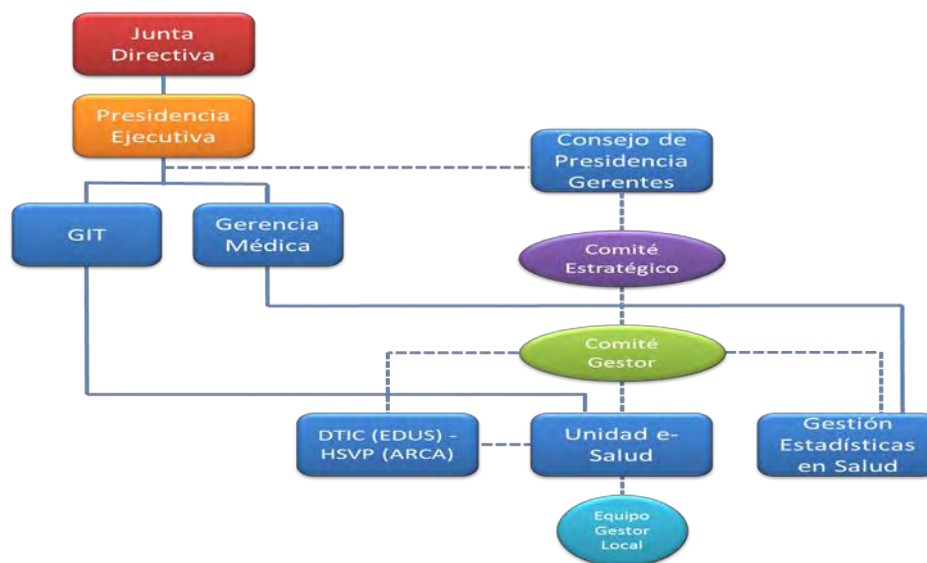 Junta
Directiva
Presidencia
Ejecutiva
Consejo de
Presidencia
Gerentes
GIT
Gerencia
Médica
Comité
Estratégico
Comité
Gestor
DTIC (EDUS) -
HSVP (ARCA)
Unidad e-
Salud
Gestión
Estadísticas
en Salud
Equipo
Gestor
Local